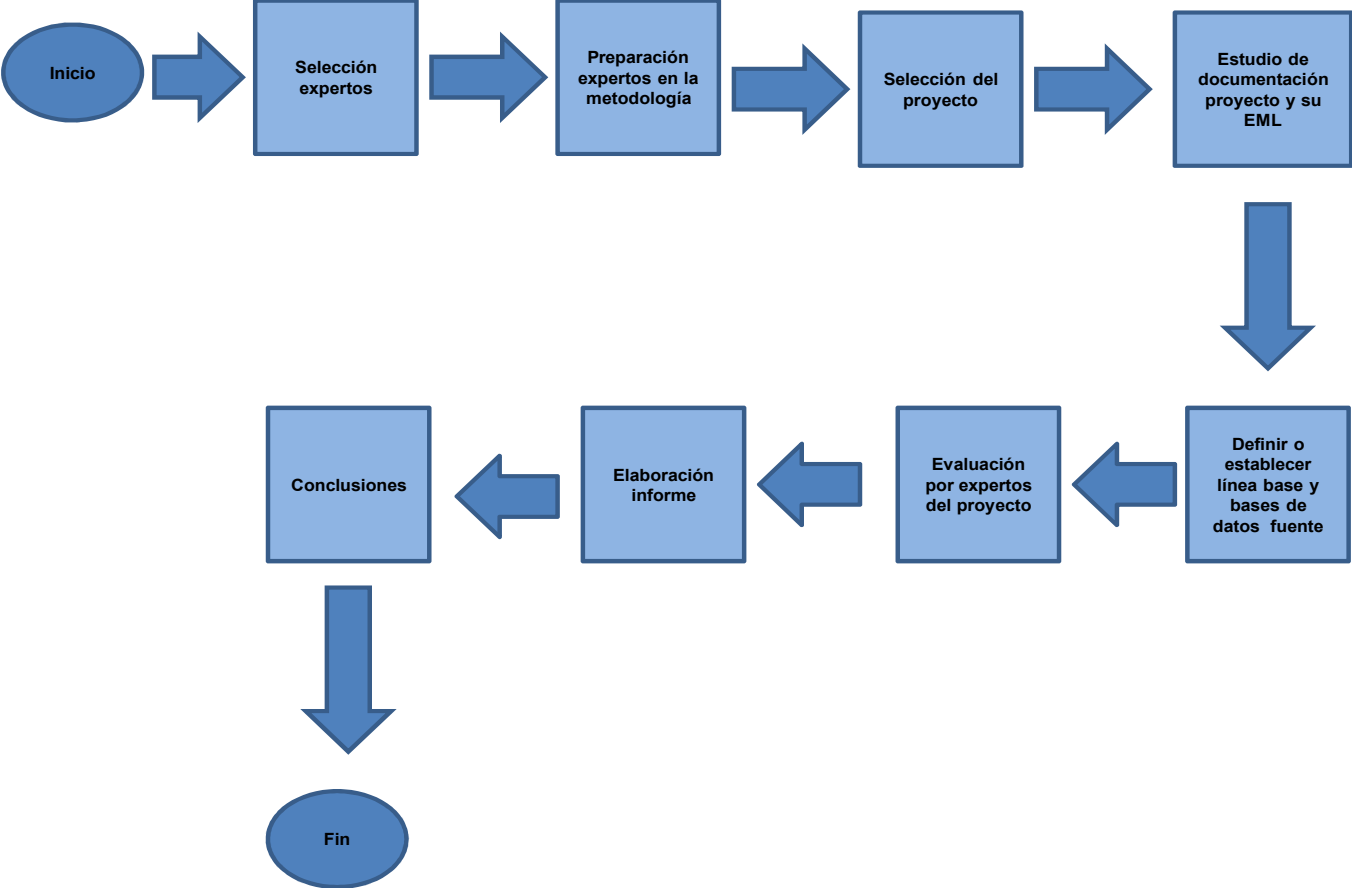 Inicio
Selección
expertos
Preparación
expertos en la
metodología
Selección del
proyecto
Estudio de
documentación
proyecto y su
EML
Definir o
establecer
línea base y
bases de
datos fuente
Evaluación
por expertos
del proyecto
Elaboración
informe
Conclusiones
Fin